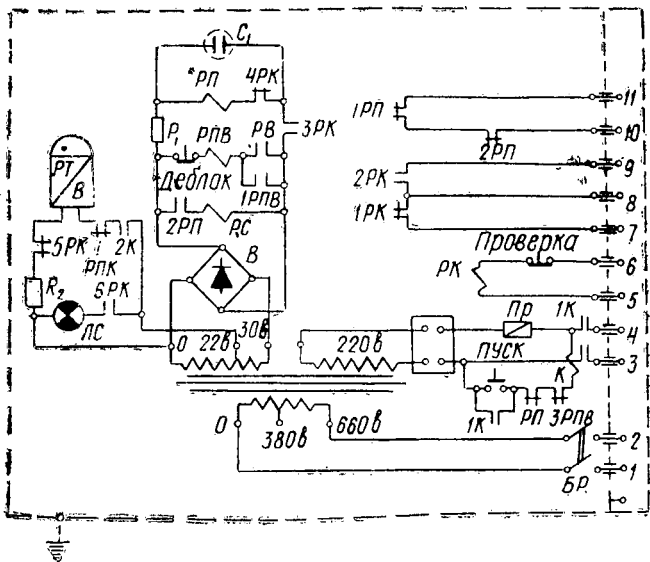 C₁
*РП
4РК
3РК
P₁
РПВ
РВ
Деблок
1РПВ
2РП
РС
РТ
В
5РК
РПК
2К
6РК
R₂
ЛС
В
0
22в
30в
220в
0
380в
660в
1РП
2РП
2РК
1РК
Проверка
РК
Пр
1К
ПУСК
К
1К
РП
3РПВ
БР
11
10
9
8
7
6
5
4
3
2
1